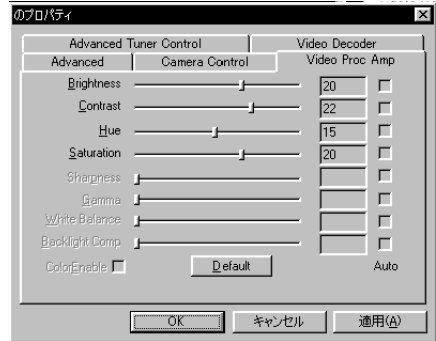 のプロパティ
Advanced Tuner Control Video Decoder
Advanced Camera Control Video Proc Amp
Brightness 20
Contrast 22
Hue 15
Saturation 20
Sharpness
Gamma
White Balance
Backlight Comp
ColorEnable Default Auto
OK キャンセル 適用(A)